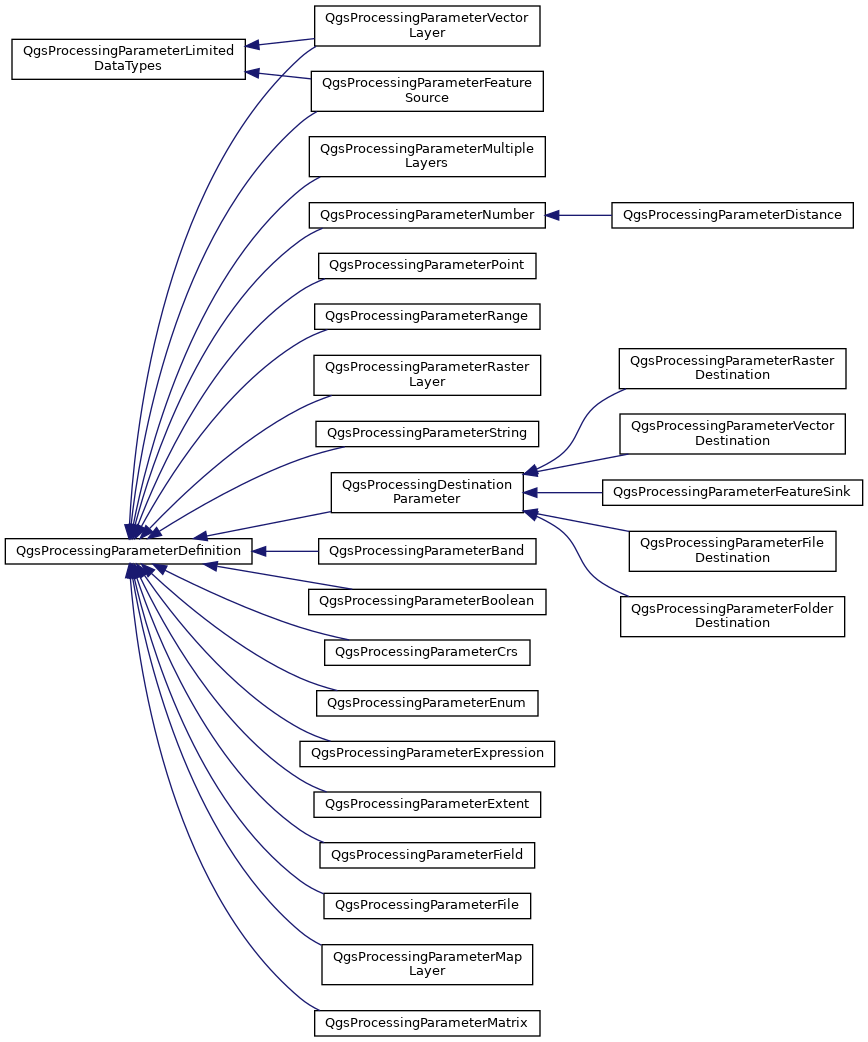 QgsProcessingParameterLimited
DataTypes
QgsProcessingParameterDefinition
QgsProcessingParameterVector
Layer
QgsProcessingParameterFeature
Source
QgsProcessingParameterMultiple
Layers
QgsProcessingParameterNumber
QgsProcessingParameterPoint
QgsProcessingParameterRange
QgsProcessingParameterRaster
Layer
QgsProcessingParameterString
QgsProcessingDestination
Parameter
QgsProcessingParameterBand
QgsProcessingParameterBoolean
QgsProcessingParameterCrs
QgsProcessingParameterEnum
QgsProcessingParameterExpression
QgsProcessingParameterExtent
QgsProcessingParameterField
QgsProcessingParameterFile
QgsProcessingParameterMap
Layer
QgsProcessingParameterMatrix
QgsProcessingParameterDistance
QgsProcessingParameterRaster
Destination
QgsProcessingParameterVector
Destination
QgsProcessingParameterFeatureSink
QgsProcessingParameterFile
Destination
QgsProcessingParameterFolder
Destination